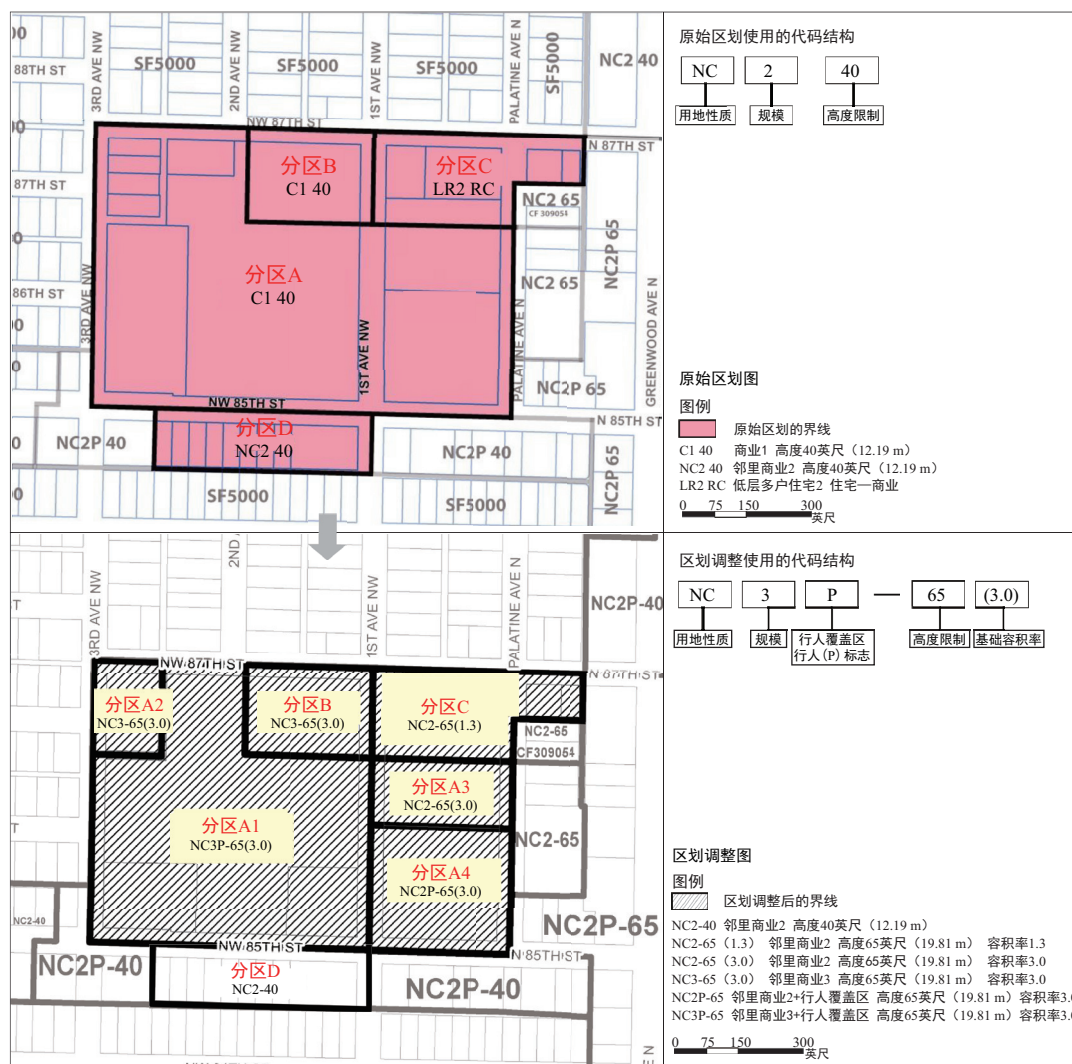 88TH ST
SF5000
SF5000
SF5000
SF5000
NC2 40
3RD AVE NW
2ND AVE NW
1ST AVE NW
PALATINE AVE N
NW 87TH ST
N 87TH ST
87TH ST
分区B
C1 40
分区C
LR2 RC
NC2 65
CF 309051
NC2P 65
分区A
C1 40
NC2 65
86TH ST
3RD AVE NW
1ST AVE NW
PALATINE AVE N
GREENWOOD AVE N
NC2P 65
NW 85TH ST
N 85TH ST
NC2P 40
分区D
NC2 40
NC2P 40
NC2P 65
SF5000
SF5000
原始区划使用的代码结构
NC 2 40
用地性质 规模 高度限制
原始区划图
图例
原始区划的界线
C1 40 商业1 高度40英尺（12.19 m）
NC2 40 邻里商业2 高度40英尺（12.19 m）
LR2 RC 低层多户住宅2 住宅—商业
0 75 150 300
英尺
3RD AVE NW
2ND A
1ST AVE NW
PALATINE AVE N
NC2P-40
NW 87TH ST
N 87TH ST
分区A2
NC3-65(3.0)
分区B
NC3-65(3.0)
分区C
NC2-65(1.3)
NC2-65
CF309054
分区A3
NC2-65(3.0)
分区A1
NC3P-65(3.0)
NC2-65
分区A4
NC2P-65(3.0)
NC2-40
NC2P-65
NW 85TH ST
N 85TH ST
NC2P-40
分区D
NC2-40
NC2P-40
区划调整使用的代码结构
NC 3 P — 65 (3.0)
用地性质 规模 行人覆盖区 高度限制 基础容积率
行人(P)标志
区划调整图
图例
区划调整后的界线
NC2-40 邻里商业2 高度40英尺（12.19 m）
NC2-65（1.3） 邻里商业2 高度65英尺（19.81 m） 容积率1.3
NC2-65（3.0） 邻里商业2 高度65英尺（19.81 m） 容积率3.0
NC3-65（3.0） 邻里商业3 高度65英尺（19.81 m） 容积率3.0
NC2P-65 邻里商业2+行人覆盖区 高度65英尺（19.81 m）容积率3.0
NC3P-65 邻里商业3+行人覆盖区 高度65英尺（19.81 m）容积率3.0
0 75 150 300
英尺